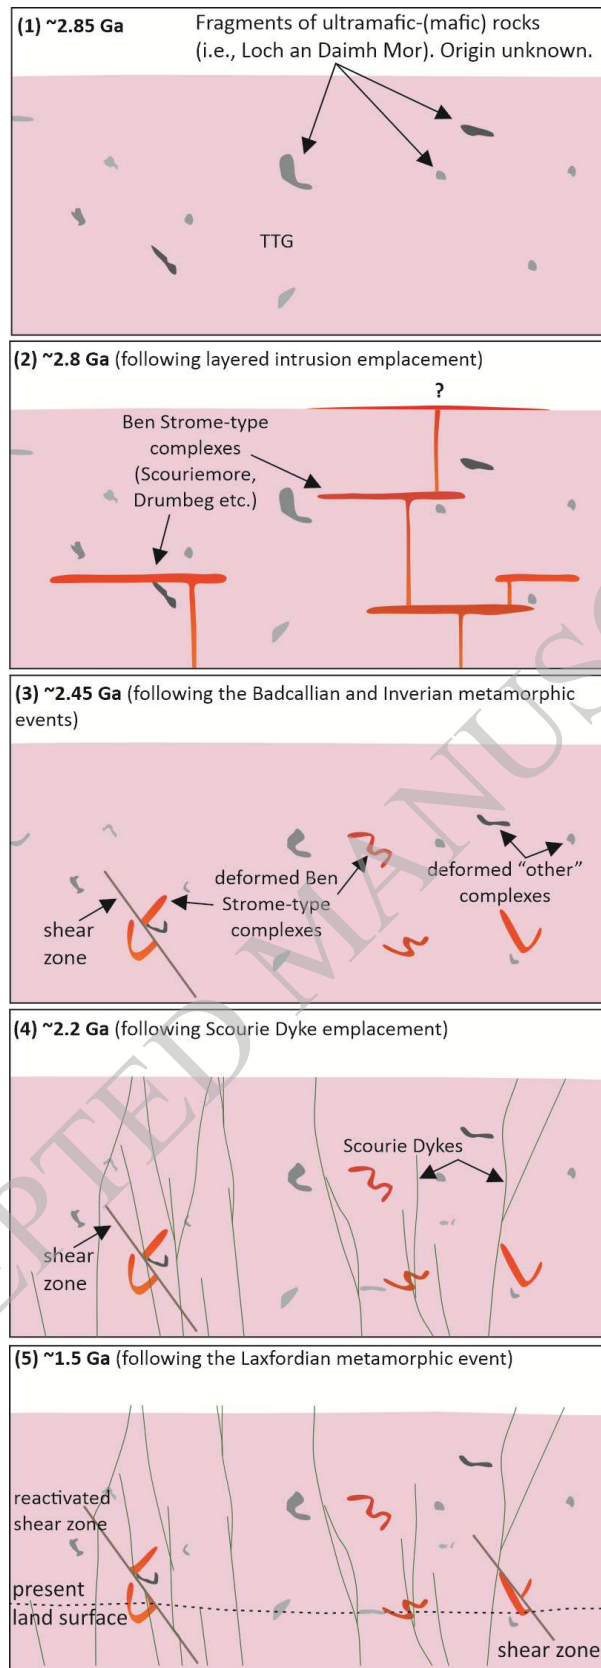 (1) ~2.85 Ga
Fragments of ultramafic-(mafic) rocks
(i.e., Loch an Daimh Mor). Origin unknown.
TTG
(2) ~2.8 Ga (following layered intrusion emplacement)
?
Ben Strome-type
complexes
(Scouriemore,
Drumbeg etc.)
(3) ~2.45 Ga (following the Badcallian and Inverian metamorphic
events)
shear
zone
deformed Ben
Strome-type
complexes
deformed “other”
complexes
(4) ~2.2 Ga (following Scourie Dyke emplacement)
Scourie Dykes
shear
zone
(5) ~1.5 Ga (following the Laxfordian metamorphic event)
reactivated
shear zone
present
land surface
shear zone
EPTED MANUSC